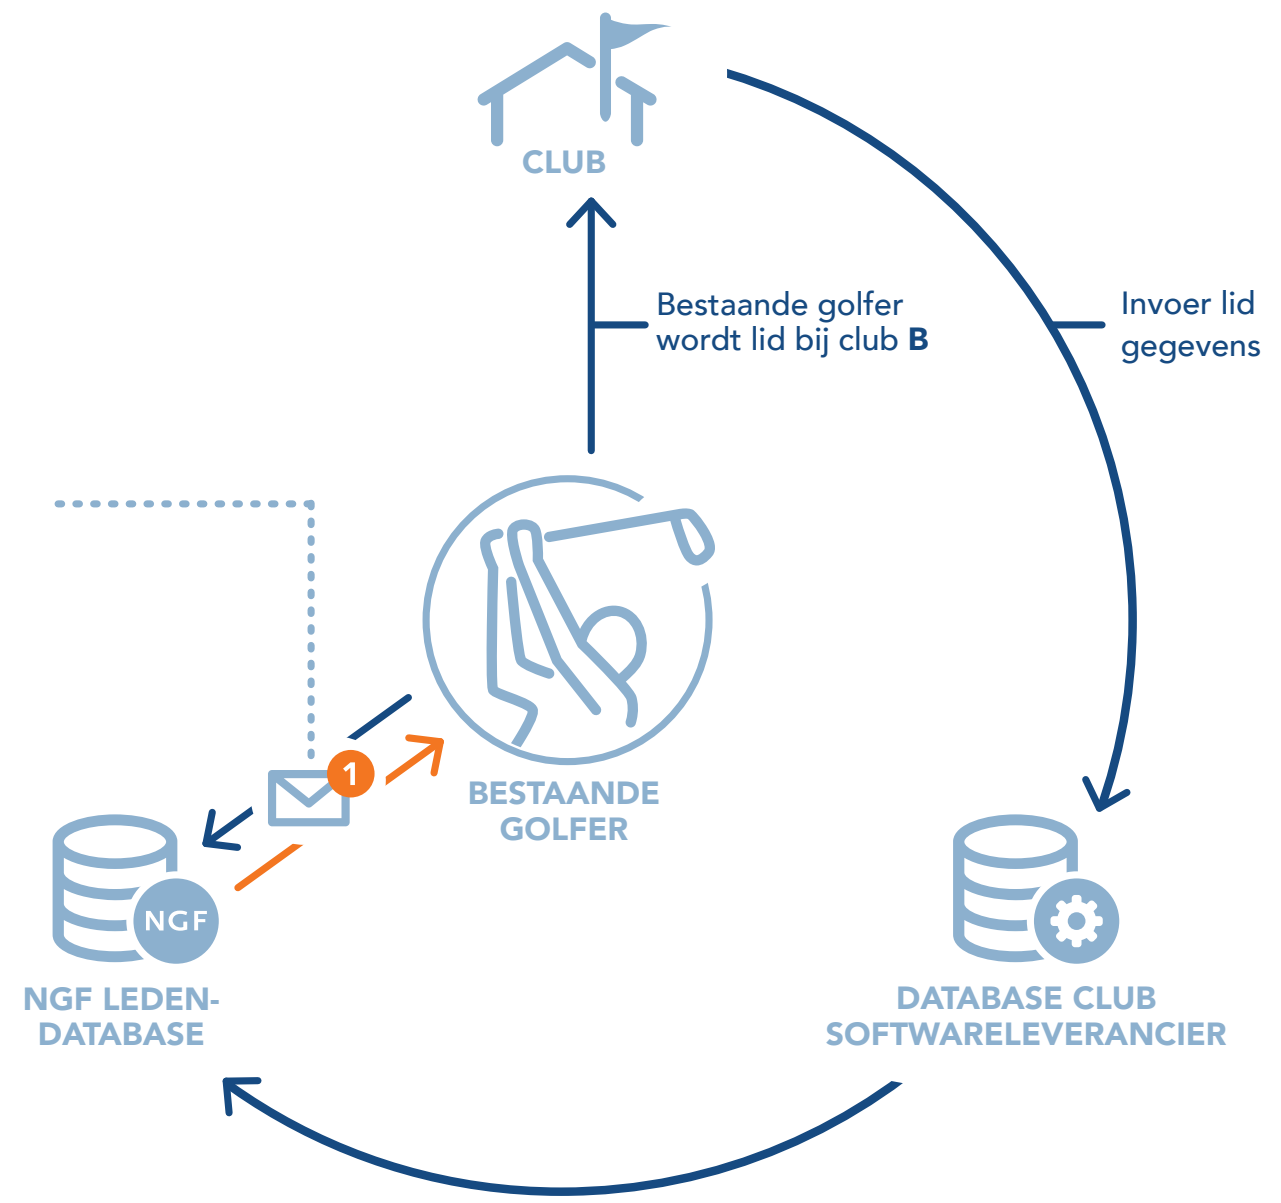 CLUB
Bestaande golfer
wordt lid bij club B
Invoer lid
gegevens
1
BESTAANDE
GOLFER
NGF
NGF LEDEN-
DATABASE
DATABASE CLUB
SOFTWARELEVERANCIER